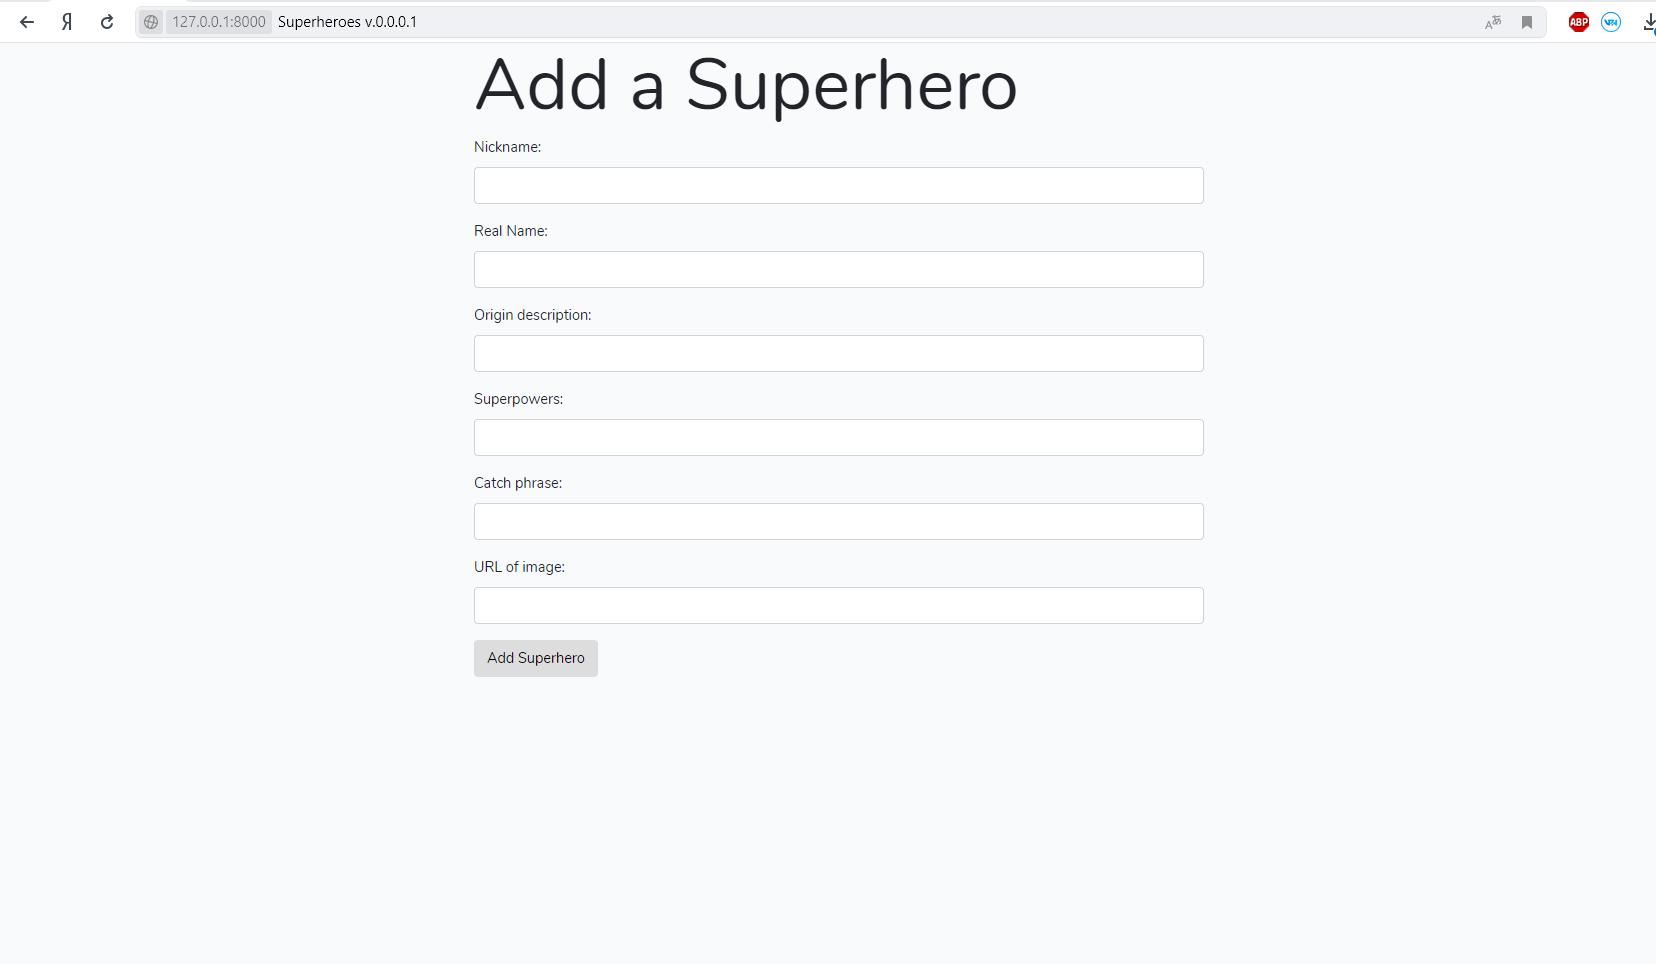 Я 127.0.0.1:8000 Superheroes v.0.0.0.1 ABP
Add a Superhero
Nickname:
Real Name:
Origin description:
Superpowers:
Catch phrase:
URL of image:
Add Superhero